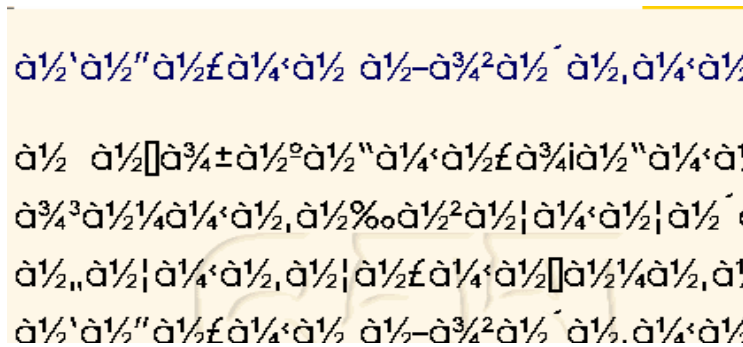 à½‘à½”à½£à¼‹à½ à½–à¾²à½´à½‚à¼‹à½
à½ à½[]à¾±à½ºà½“à¼‹à½£à¾¡à½“à¼‹à
à¾³à½¼à¼‹à½‚à½‰à½²à½¦à¼‹à½¦à½´
à½„à½¦à¼‹à½‚à½¦à½£à¼‹à½[]à½¼à½‚à½
à½‘à½”à½£à¼‹à½ à½–à¾²à½´à½‚à¼‹à½